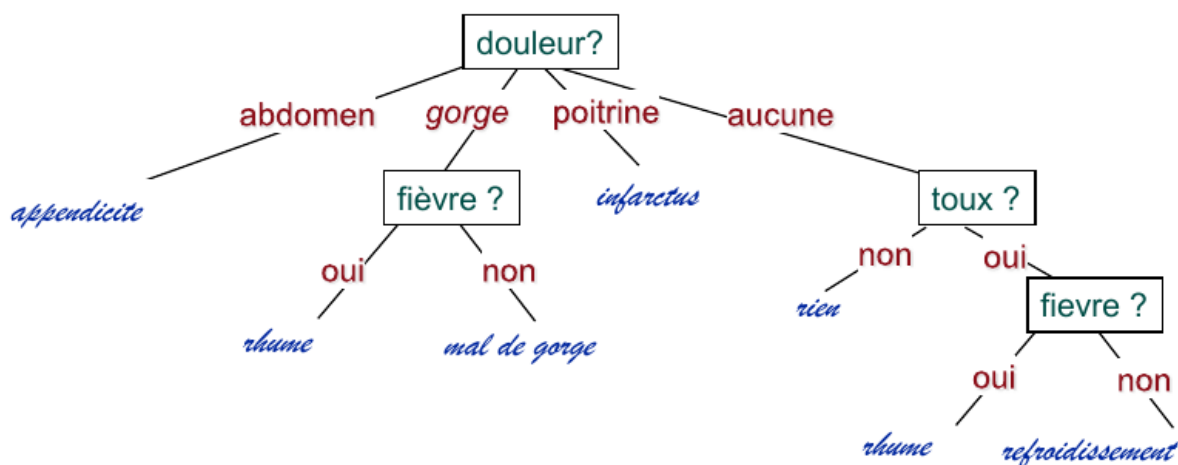 douleur?
abdomen gorge poitrine aucune
appendicite fièvre ? infarctus toux ?
oui non non oui
rhume mal de gorge rien fievre ?
oui non
rhume refroidissement